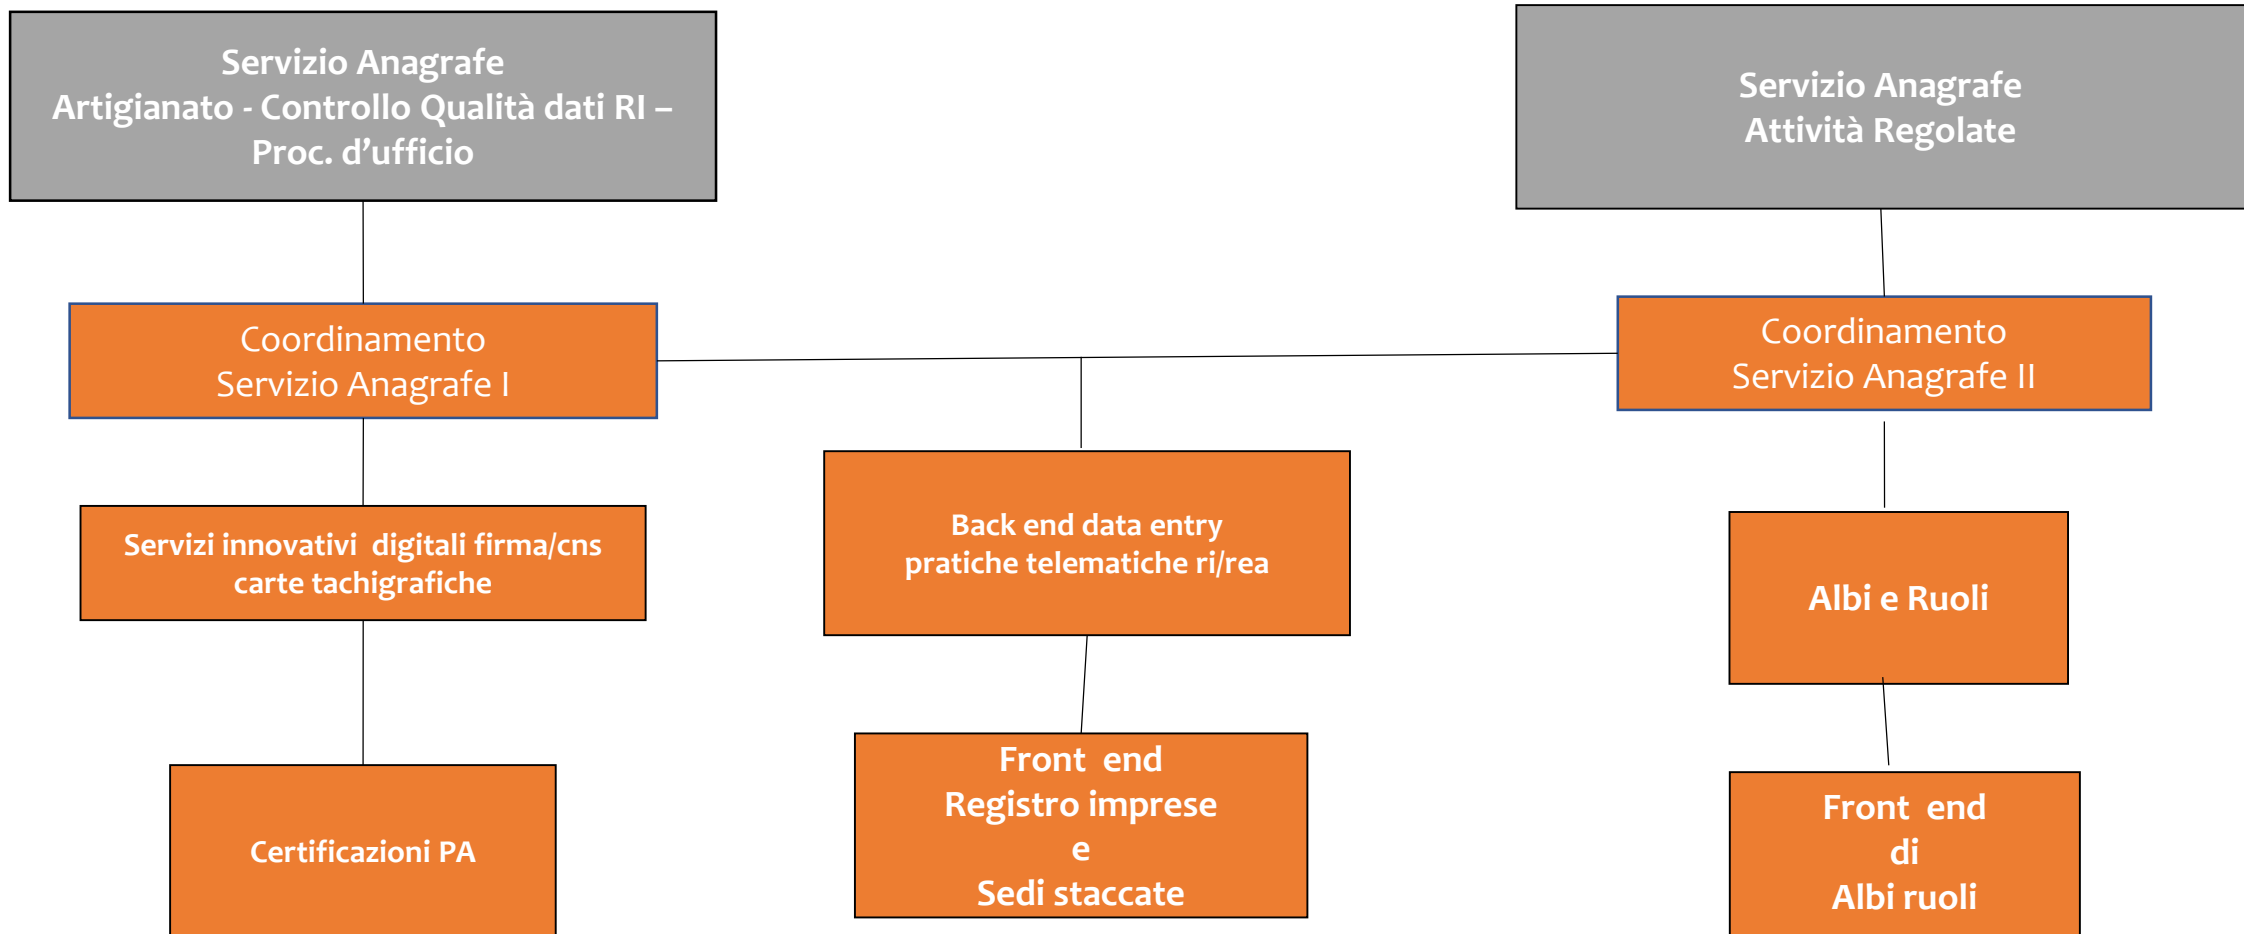 Servizio Anagrafe
Artigianato - Controllo Qualità dati RI –
Proc. d’ufficio
Servizio Anagrafe
Attività Regolate
Coordinamento
Servizio Anagrafe I
Coordinamento
Servizio Anagrafe II
Servizi innovativi  digitali firma/cns
carte tachigrafiche
Back end data entry
pratiche telematiche ri/rea
Albi e Ruoli
Certificazioni PA
Front  end
Registro imprese
e
Sedi staccate
Front  end
di
Albi ruoli